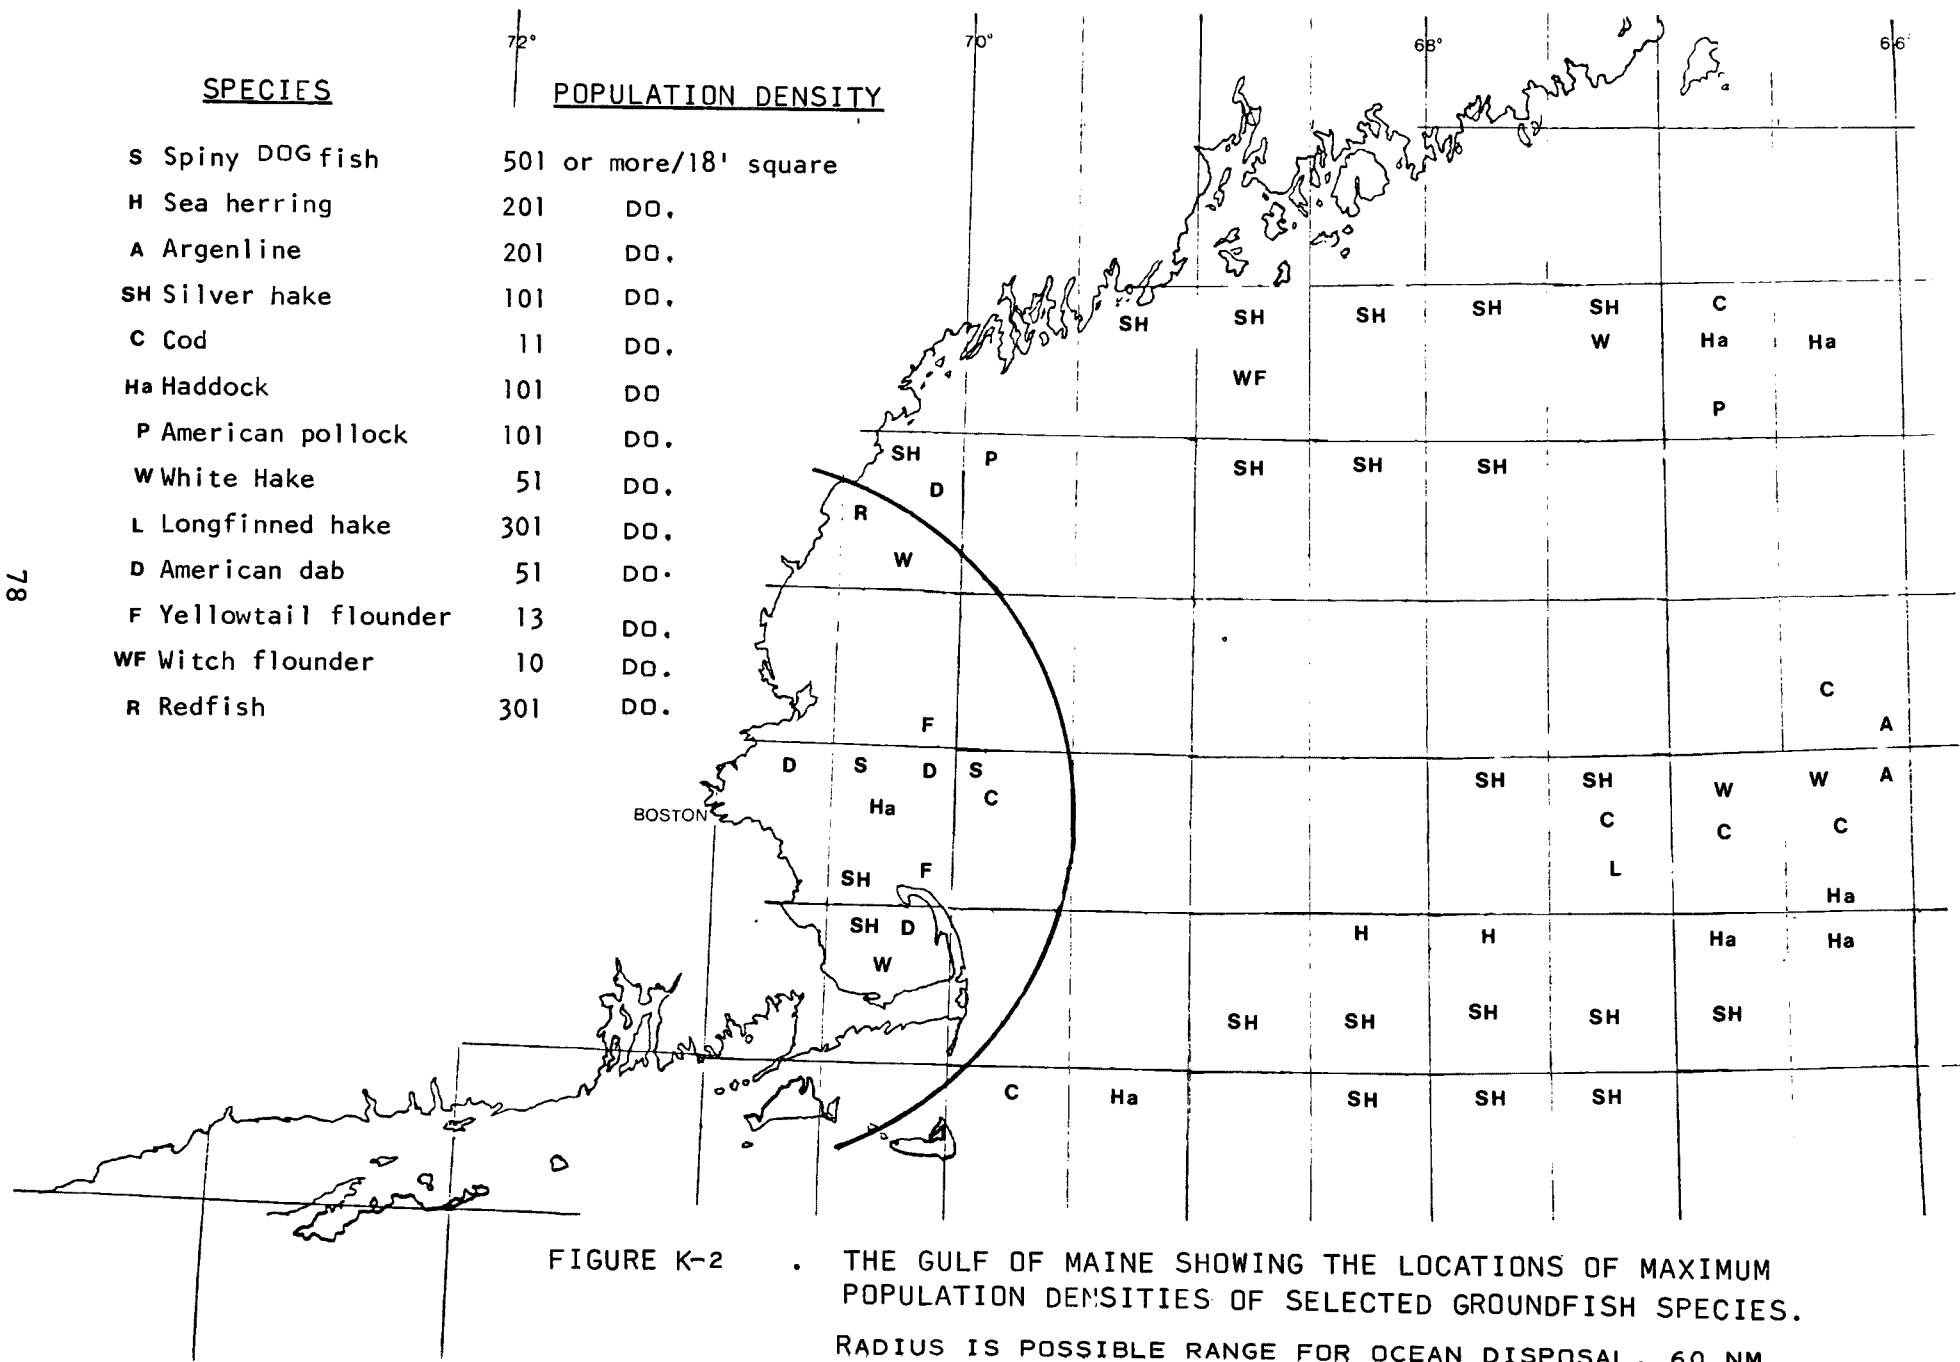 72° 70° 68° 66°
SPECIES POPULATION DENSITY
S Spiny DOG fish 501 or more/18' square
H Sea herring 201 DO.
A Argenline 201 DO.
SH Silver hake 101 DO.
C Cod 11 DO.
Ha Haddock 101 DO
P American pollock 101 DO.
W White Hake 51 DO.
L Longfinned hake 301 DO.
D American dab 51 DO.
F Yellowtail flounder 13 DO.
WF Witch flounder 10 DO.
R Redfish 301 DO.
78
SH SH SH SH SH C
W Ha Ha
WF
P
SH P SH SH SH
D
R
W
C
F A
D S D S SH SH W W A
Ha C C C C
BOSTON
L
SH F
Ha
SH D H H Ha Ha
W
SH SH SH SH SH
C Ha SH SH SH
FIGURE K-2 . THE GULF OF MAINE SHOWING THE LOCATIONS OF MAXIMUM
POPULATION DENSITIES OF SELECTED GROUNDFISH SPECIES.
RADIUS IS POSSIBLE RANGE FOR OCEAN DISPOSAL, 60 NM